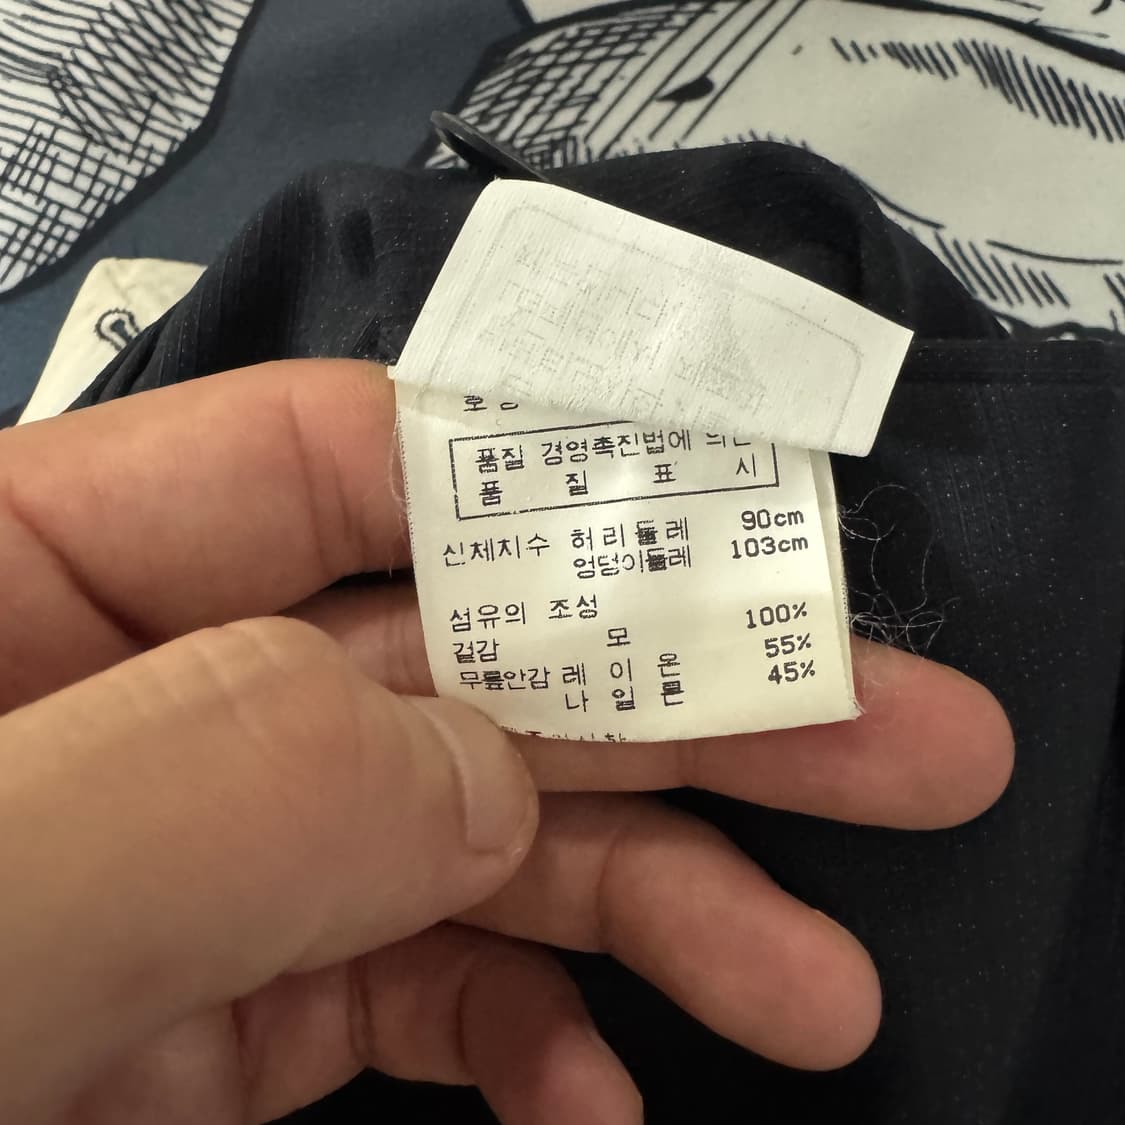 품질 경영촉진법에 의한
품 질 표 시
신체치수 허리둘레 90cm
엉덩이둘레 103cm
섬유의 조성
겉감 모 100%
무릎안감 레이온 55%
나일론 45%